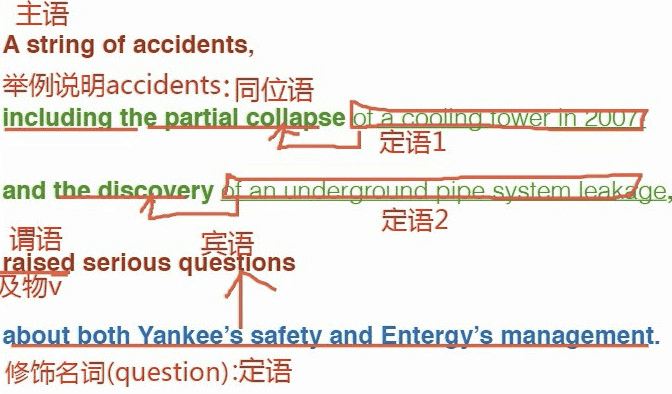 主语
A string of accidents,
举例说明accidents：同位语
including the partial collapse of a cooling tower in 2007,
定语1
and the discovery of an underground pipe system leakage,
定语2
谓语 宾语
raised serious questions
及物v
about both Yankee's safety and Entergy's management.
修饰名词(question):定语